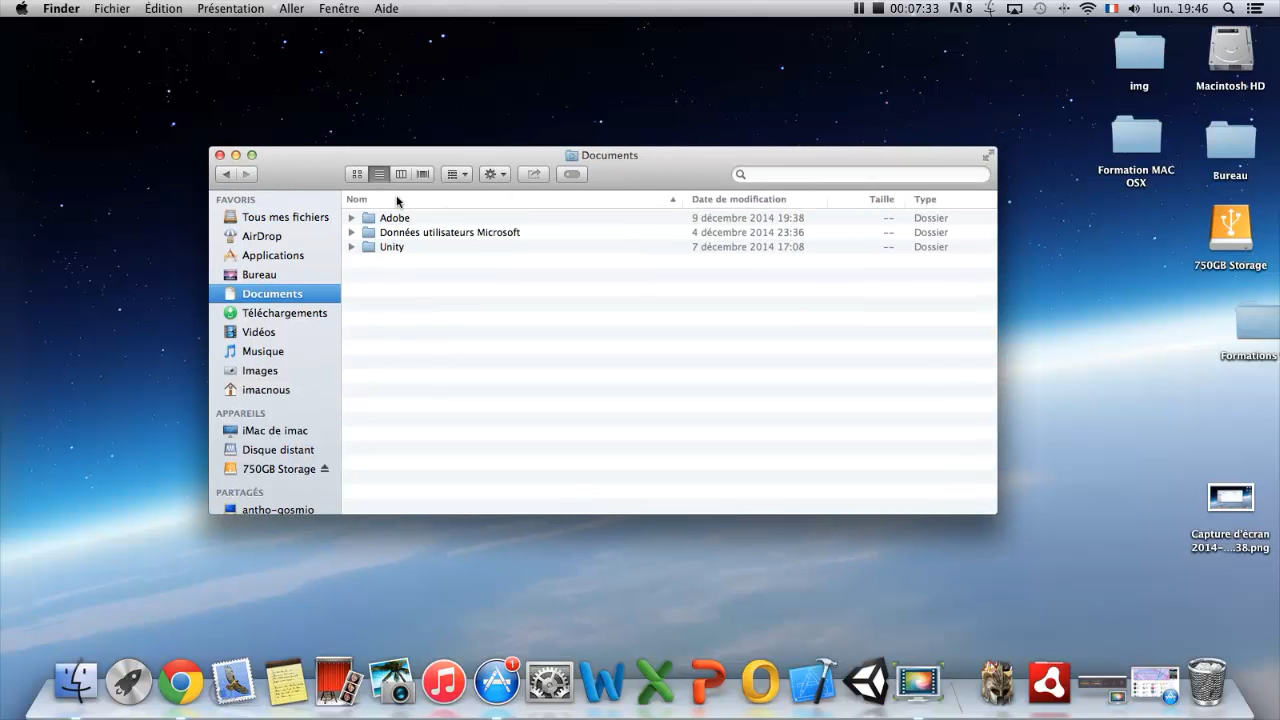 Finder Fichier Édition Présentation Aller Fenêtre Aide 00:07:33 8 lun. 19:46
img
Macintosh HD
Formation MAC
OSX
Bureau
750GB Storage
Formations
Capture d'écran
2014-....38.png
Documents
FAVORIS
Tous mes fichiers
AirDrop
Applications
Bureau
Documents
Téléchargements
Vidéos
Musique
Images
imacnous
APPAREILS
iMac de imac
Disque distant
750GB Storage
PARTAGÉS
antho-qosmio
Nom Date de modification Taille Type
Adobe 9 décembre 2014 19:38 -- Dossier
Données utilisateurs Microsoft 4 décembre 2014 23:36 -- Dossier
Unity 7 décembre 2014 17:08 -- Dossier
1